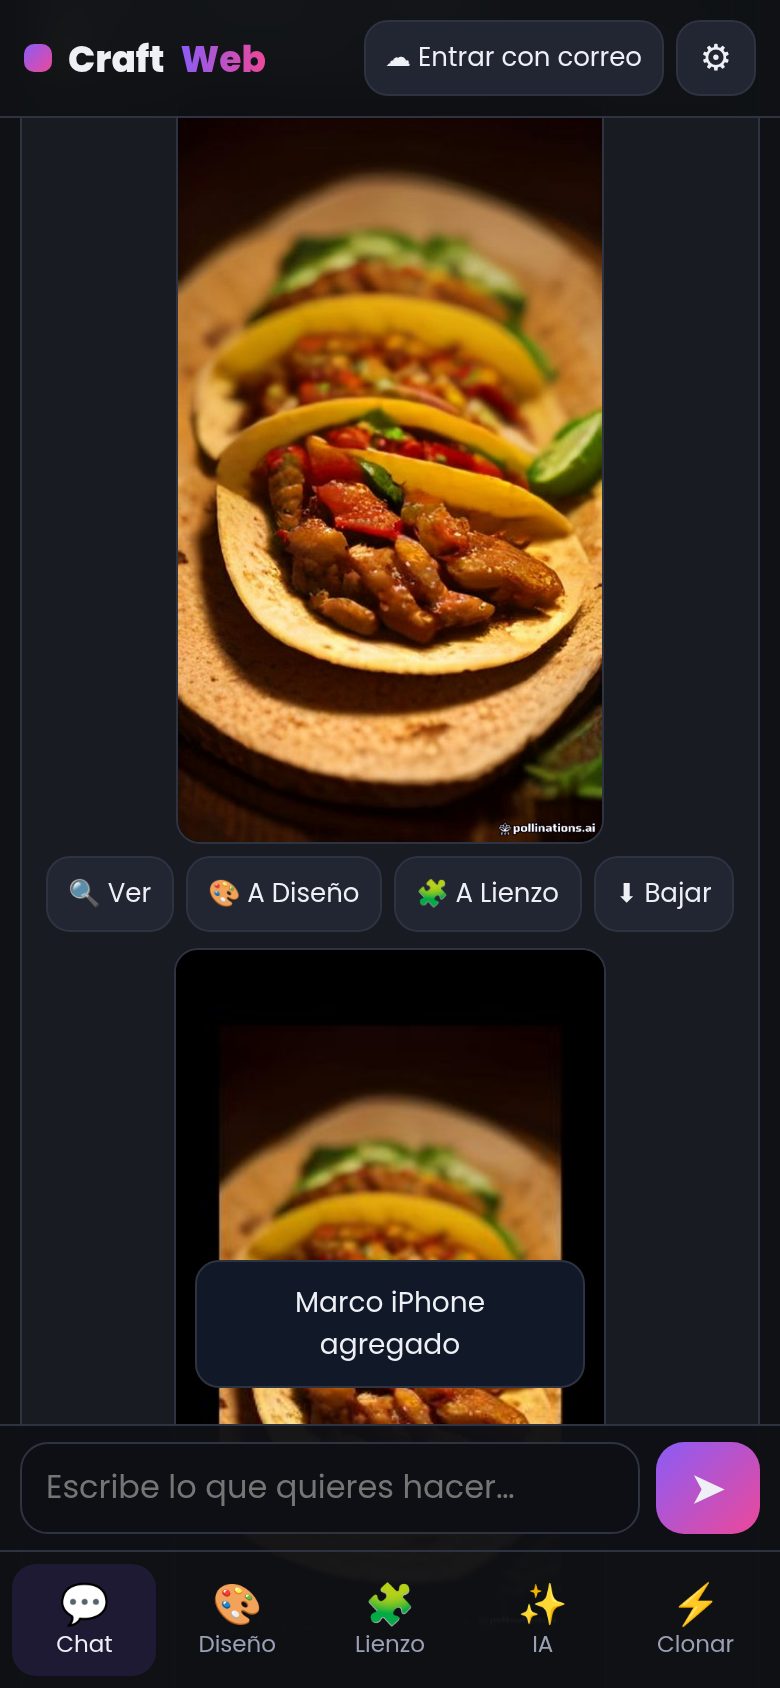 Craft Web
☁ Entrar con correo
⚙
pollinations.ai
🔍 Ver
🎨 A Diseño
🧩 A Lienzo
⬇ Bajar
Marco iPhone
agregado
Escribe lo que quieres hacer...
➤
💬 Chat
🎨 Diseño
🧩 Lienzo
✨ IA
⚡ Clonar